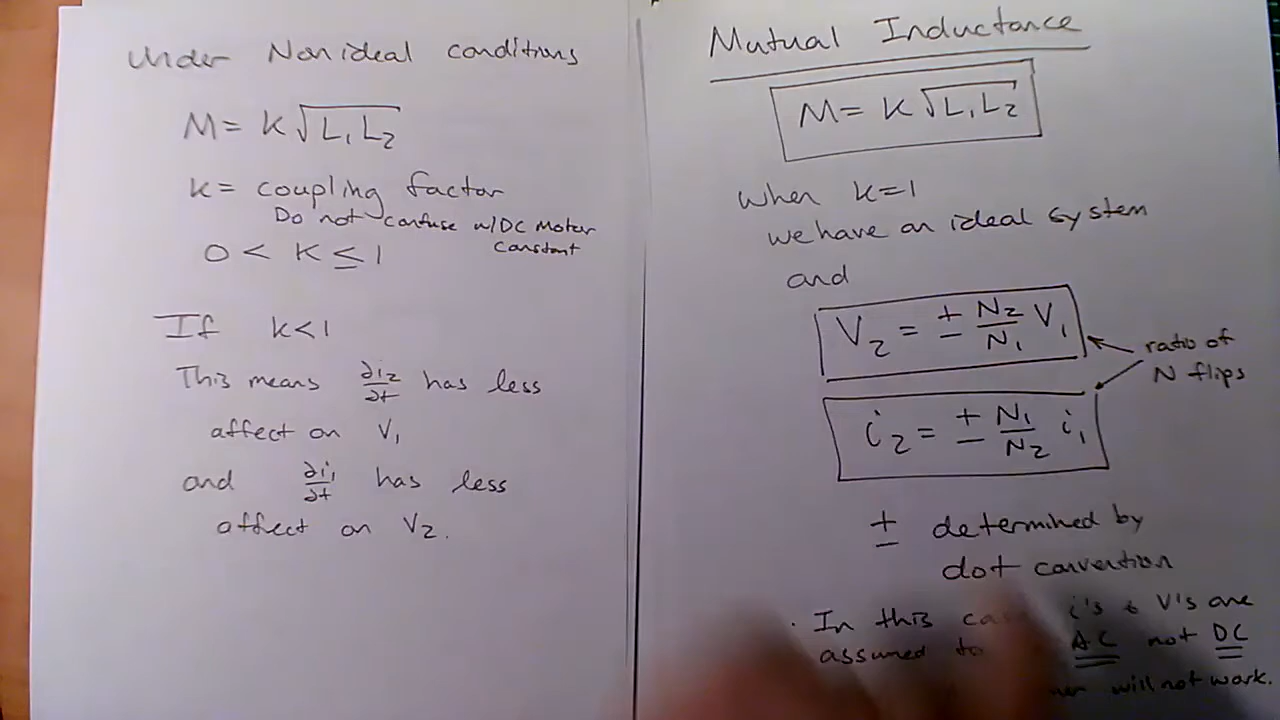 Under Nonideal conditions
M = K√L₁L₂
K = coupling factor
Do not confuse w/DC Motor
constant
0 < K ≤ 1
If K<1
This means ∂i₂/∂t has less
affect on V₁
and ∂i₁/∂t has less
affect on V₂.
Mutual Inductance
M = K√L₁L₂
When K=1
we have an ideal system
and
V₂ = ± N₂/N₁ V₁
ratio of
N flips
i₂ = ± N₁/N₂ i₁
± determined by
dot convention
· In this i's & V's are
assumed to AC not DC
will not work.